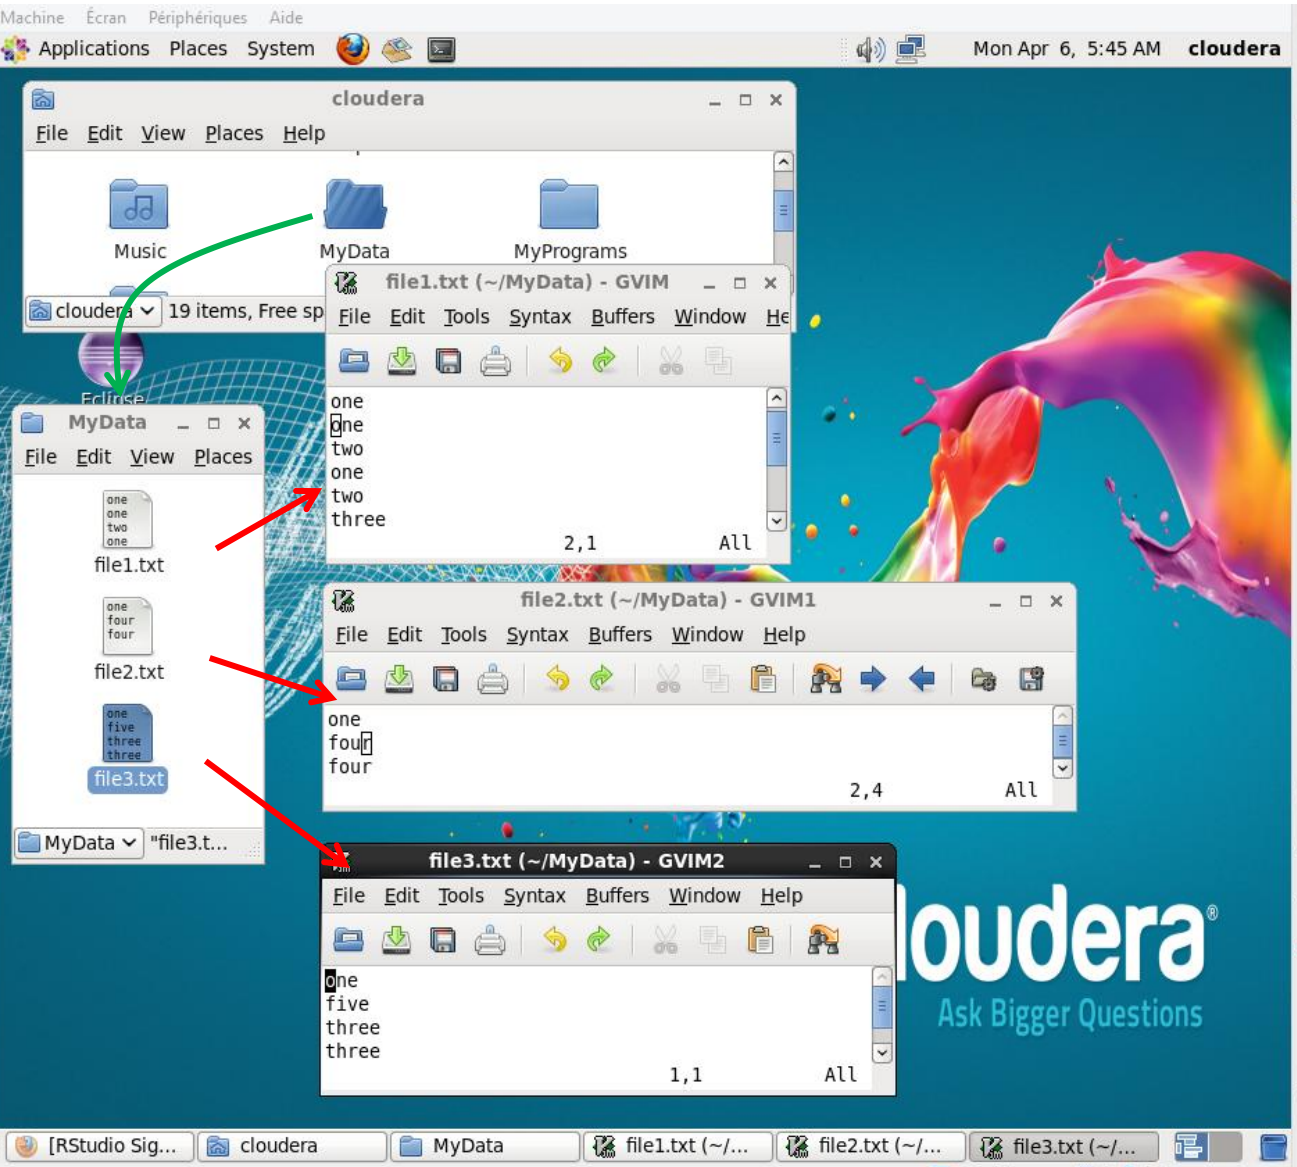 Machine Écran Périphériques Aide
Applications Places System
Mon Apr 6, 5:45 AM cloudera
cloudera
File Edit View Places Help
Music
MyData
MyPrograms
cloudera 19 items, Free sp
file1.txt (~/MyData) - GVIM
File Edit Tools Syntax Buffers Window He
one
one
two
one
two
three
2,1 All
Eclipse
MyData
File Edit View Places
one
one
two
one
file1.txt
one
four
four
file2.txt
one
five
three
three
file3.txt
MyData "file3.t...
file2.txt (~/MyData) - GVIM1
File Edit Tools Syntax Buffers Window Help
one
four
four
2,4 All
file3.txt (~/MyData) - GVIM2
File Edit Tools Syntax Buffers Window Help
one
five
three
three
1,1 All
loudera®
Ask Bigger Questions
[RStudio Sig... cloudera MyData file1.txt (~/... file2.txt (~/... file3.txt (~/...